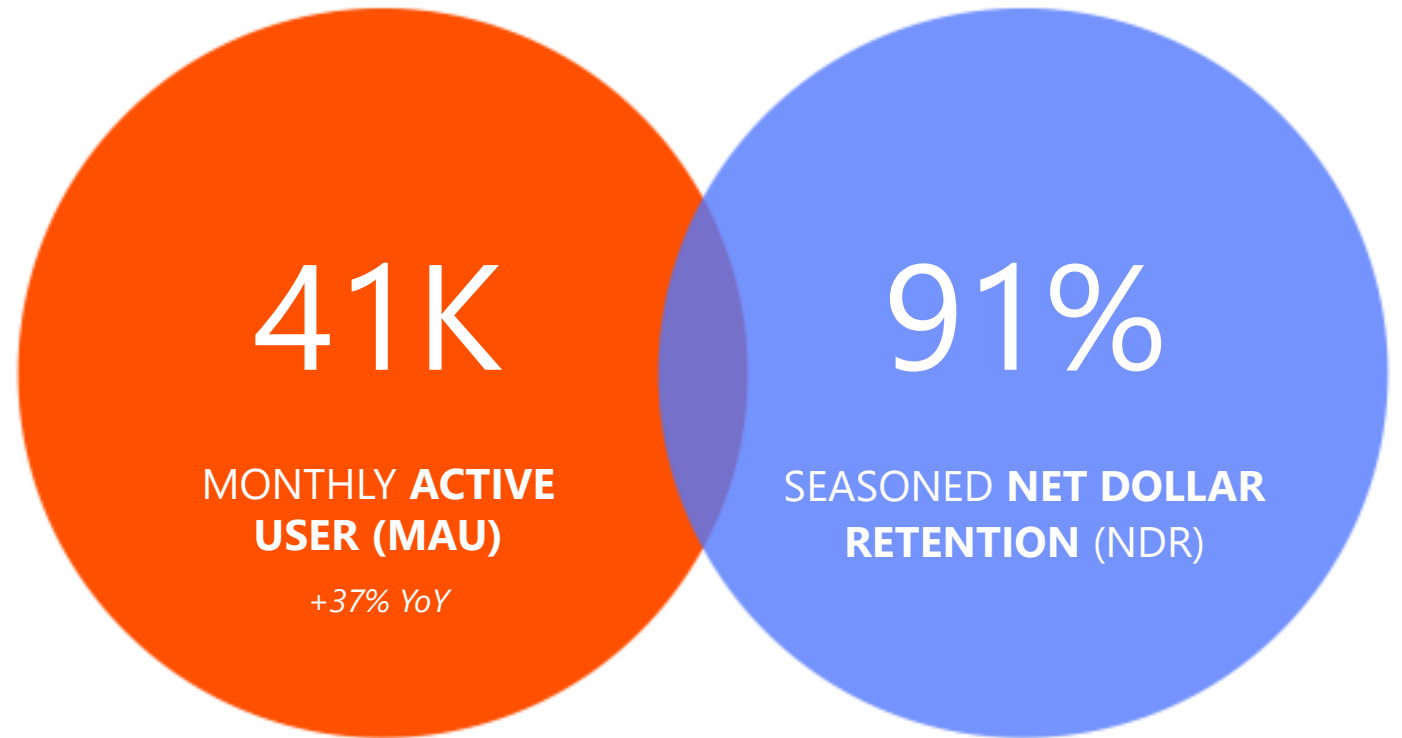 41K
MONTHLY ACTIVE
USER (MAU)
+37% YoY
91%
SEASONED NET DOLLAR
RETENTION (NDR)